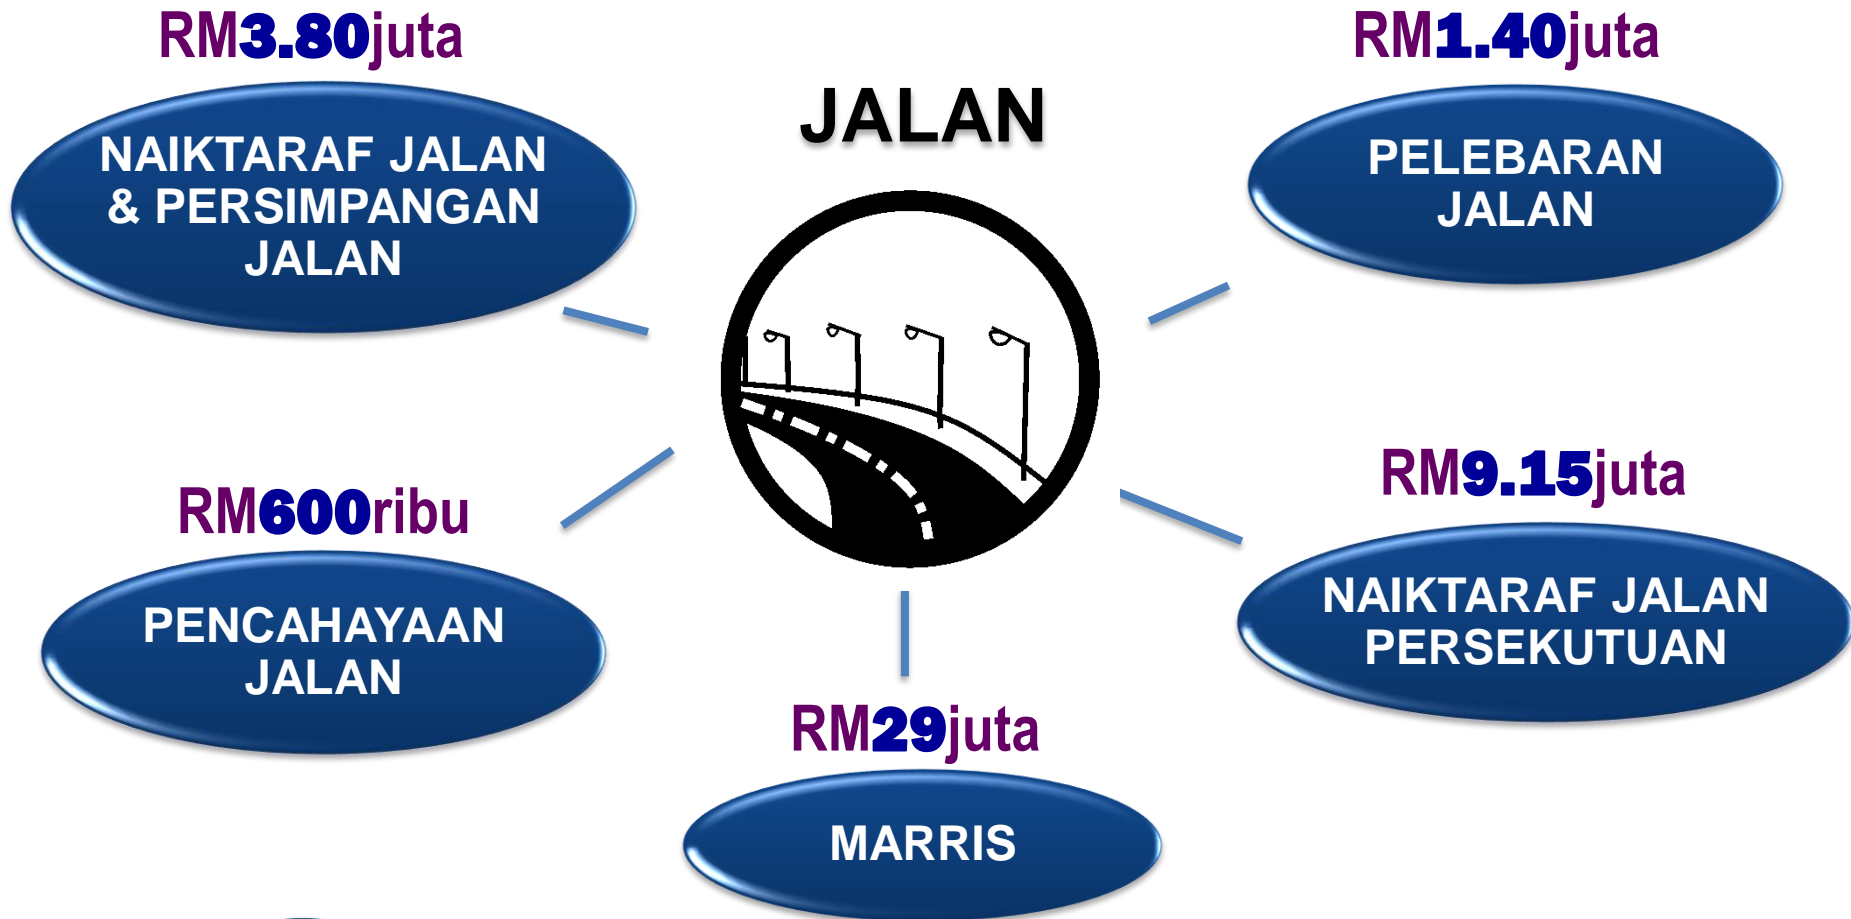 JALAN
RM3.80juta
NAIKTARAF JALAN
& PERSIMPANGAN
JALAN
RM1.40juta
PELEBARAN
JALAN
RM600ribu
PENCAHAYAAN
JALAN
RM9.15juta
NAIKTARAF JALAN
PERSEKUTUAN
RM29juta
MARRIS